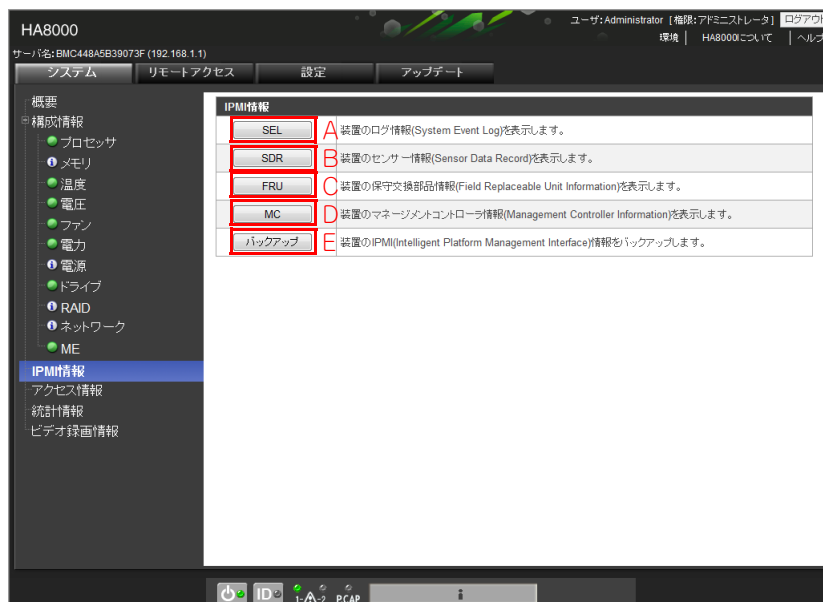 HA8000
ユーザ:Administrator [権限:アドミニストレータ] ログアウト
環境 | HA8000について | ヘルプ
サーバ名:BMC448A5B39073F (192.168.1.1)
システム リモートアクセス 設定 アップデート
概要
構成情報
プロセッサ
メモリ
温度
電圧
ファン
電力
電源
ドライブ
RAID
ネットワーク
ME
IPMI情報
アクセス情報
統計情報
ビデオ録画情報
IPMI情報
SEL A 装置のログ情報(System Event Log)を表示します。
SDR B 装置のセンサー情報(Sensor Data Record)を表示します。
FRU C 装置の保守交換部品情報(Field Replaceable Unit Information)を表示します。
MC D 装置のマネージメントコントローラ情報(Management Controller Information)を表示します。
バックアップ E 装置のIPMI(Intelligent Platform Management Interface)情報をバックアップします。
ID 1-⚠-2 PCAP i